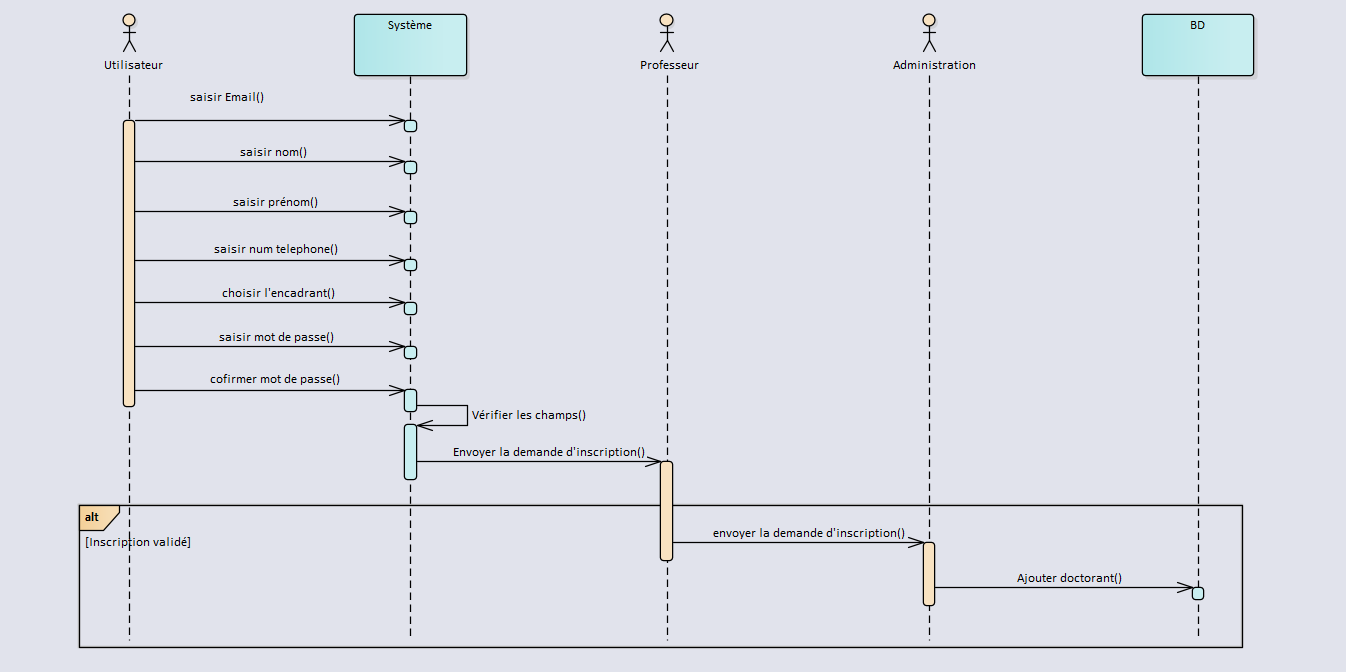 Système
BD
Utilisateur
Professeur
Administration
saisir Email()
saisir nom()
saisir prénom()
saisir num telephone()
choisir l'encadrant()
saisir mot de passe()
cofirmer mot de passe()
Vérifier les champs()
Envoyer la demande d'inscription()
alt
envoyer la demande d'inscription()
[Inscription validé]
Ajouter doctorant()